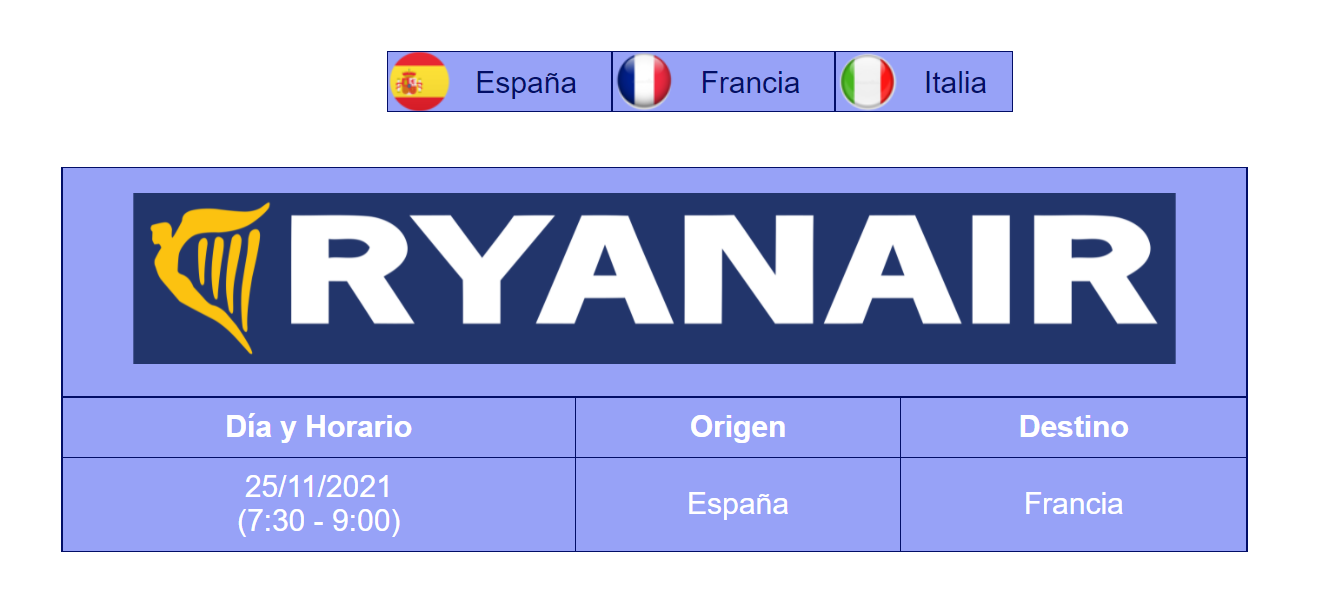 España Francia Italia
RYANAIR
Día y Horario Origen Destino
25/11/2021
(7:30 - 9:00)
España Francia